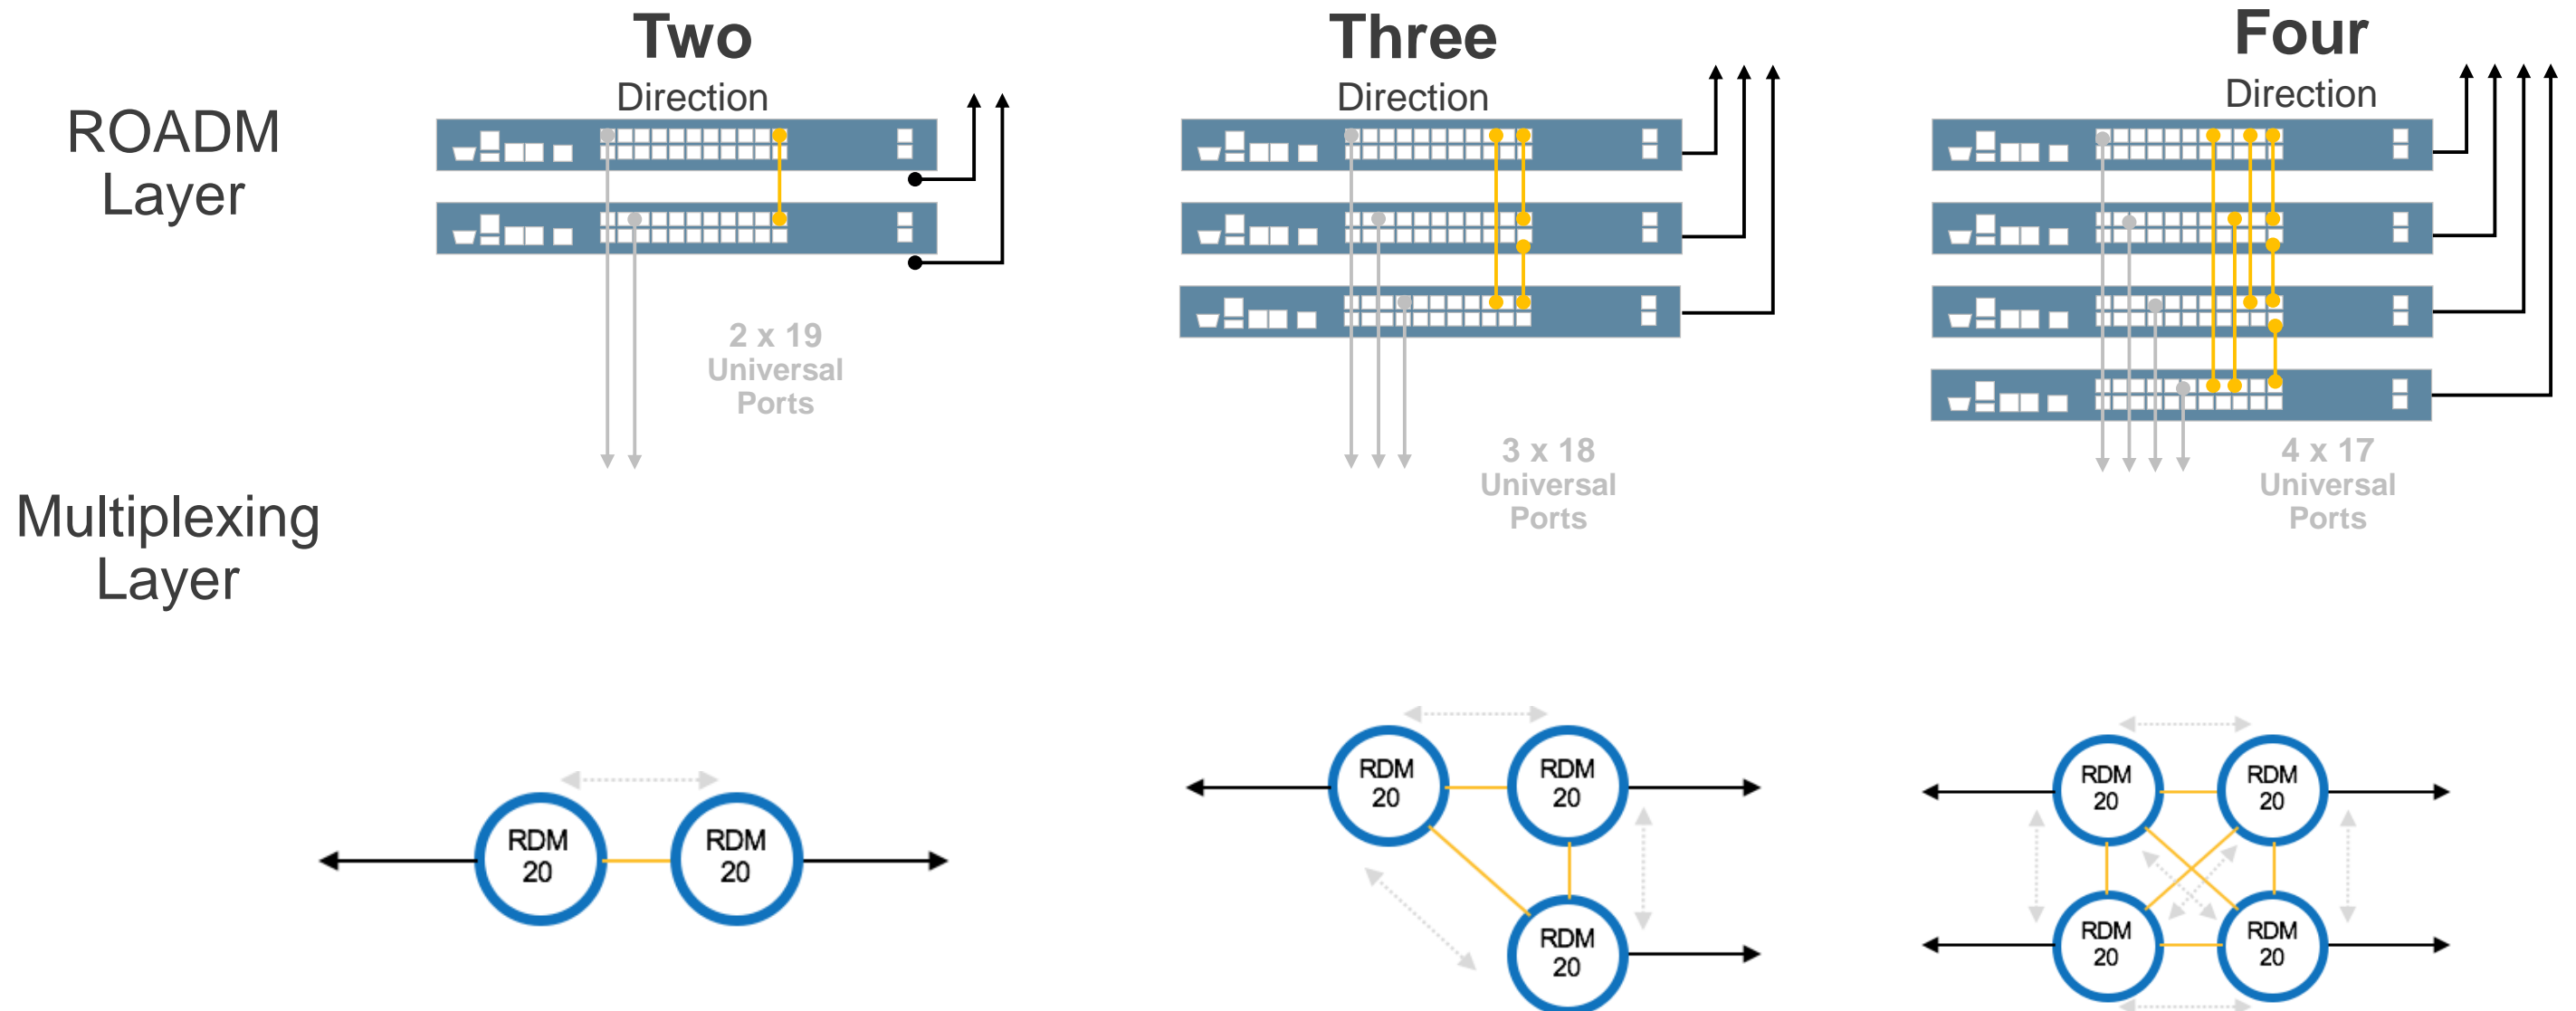 Two
Direction
Three
Direction
Four
Direction
ROADM
Layer
2 x 19
Universal
Ports
3 x 18
Universal
Ports
4 x 17
Universal
Ports
Multiplexing
Layer
RDM
20
RDM
20
RDM
20
RDM
20
RDM
20
RDM
20
RDM
20
RDM
20
RDM
20